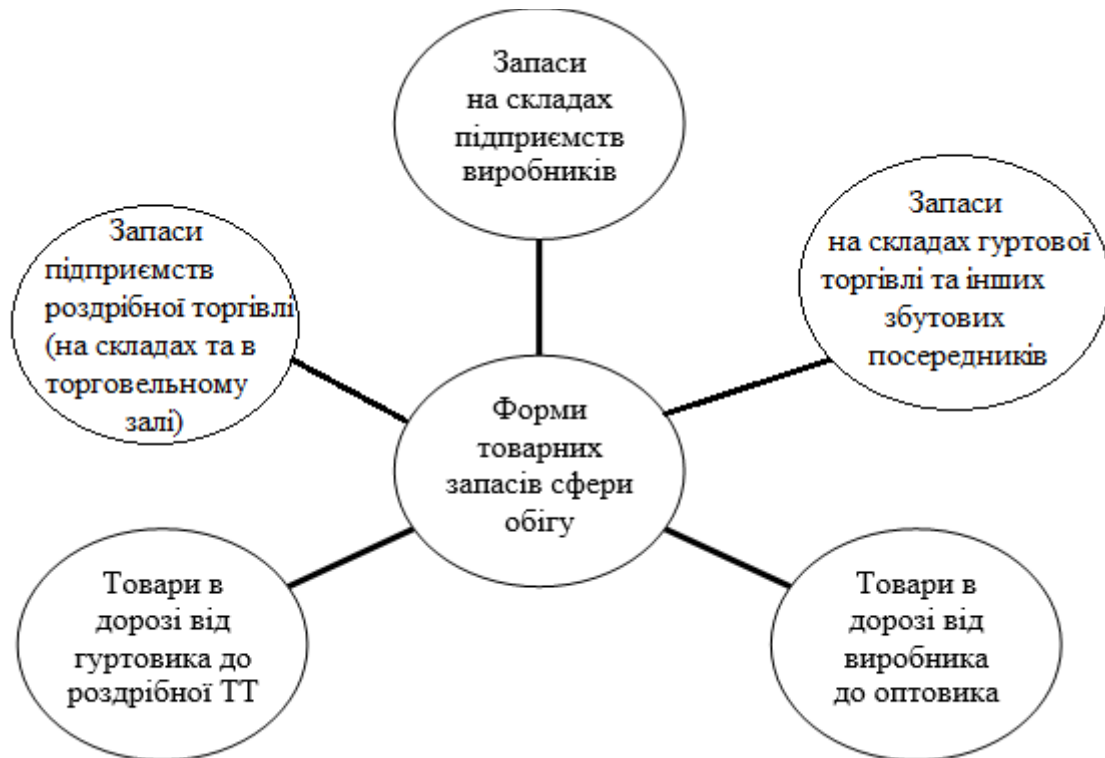 Запаси
на складах
підприємств
виробників
Запаси
на складах гуртової
торгівлі та інших
збутових
посередників
Запаси
підприємств
роздрібної торгівлі
(на складах та в
торговельному
залі)
Форми
товарних
запасів сфери
обігу
Товари в
дорозі від
гуртовика до
роздрібної ТТ
Товари в
дорозі від
виробника
до оптовика